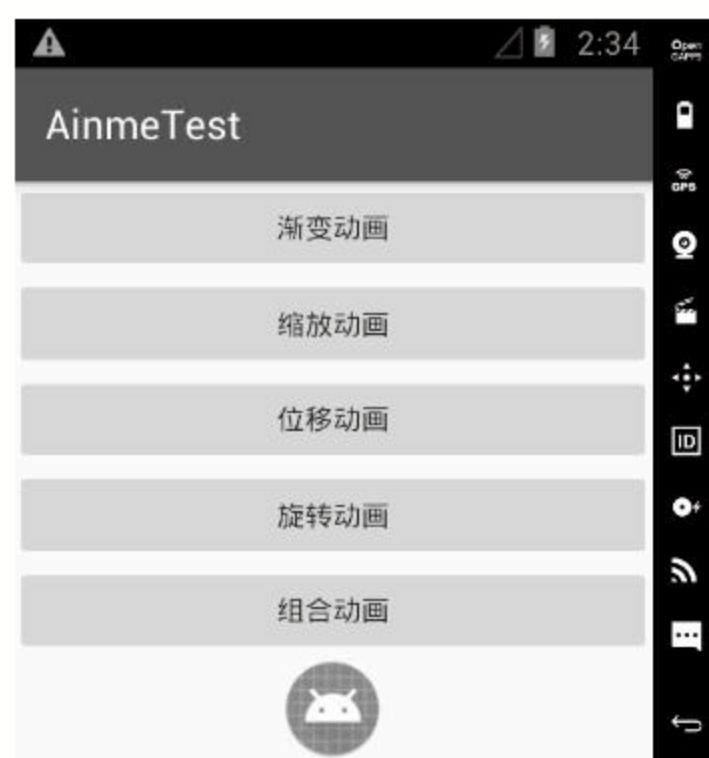 2:34
Open
GAPPS
AinmeTest
GPS
渐变动画
缩放动画
位移动画
ID
旋转动画
组合动画